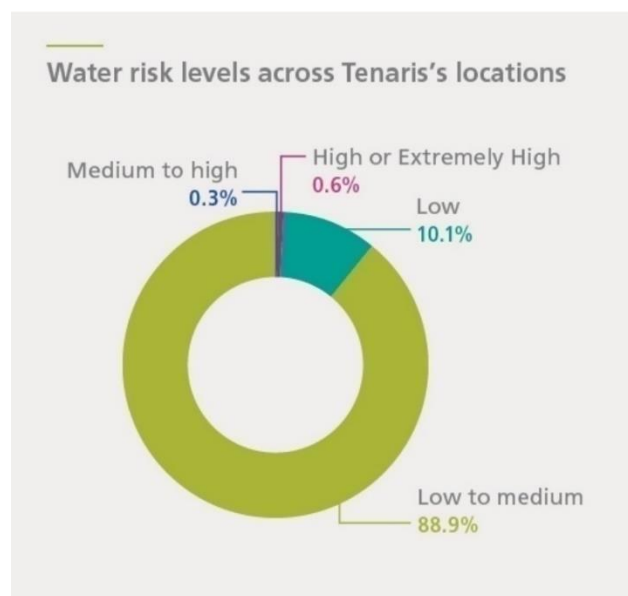 Water risk levels across Tenaris's locations
Medium to high
0.3%
High or Extremely High
0.6%
Low
10.1%
Low to medium
88.9%